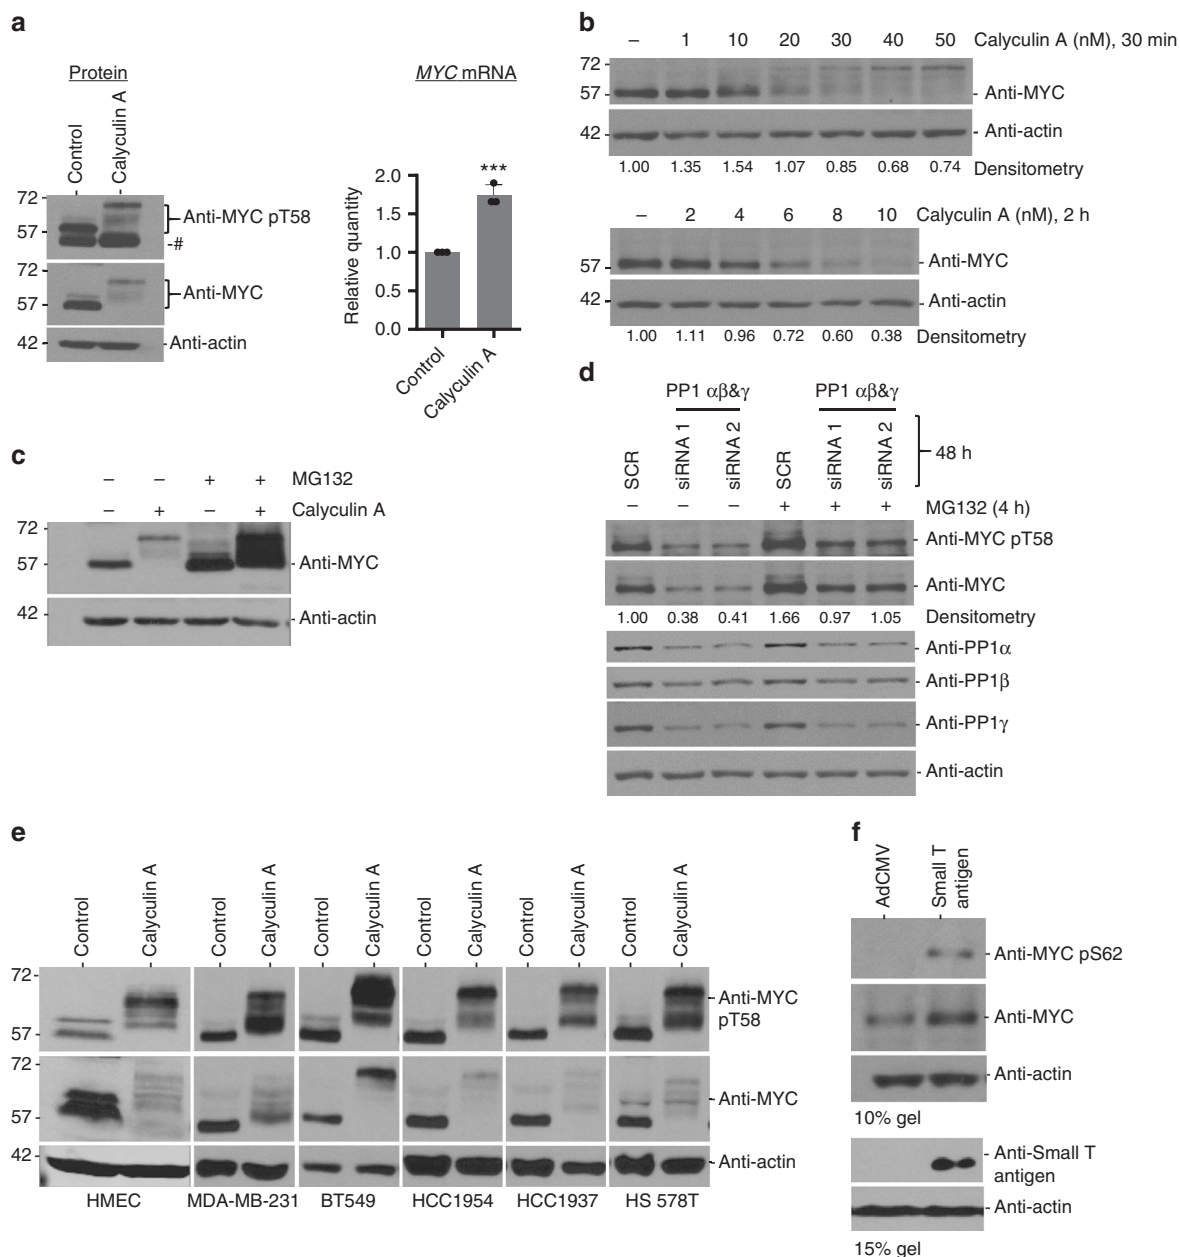 a
Protein
Control
Calyculin A
72
57
Anti-MYC pT58
-#
72
57
Anti-MYC
42
Anti-actin
MYC mRNA
Relative quantity
2.0
1.5
1.0
0.5
0.0
***
Control
Calyculin A
b
– 1 10 20 30 40 50 Calyculin A (nM), 30 min
72
57
Anti-MYC
42
Anti-actin
1.00 1.35 1.54 1.07 0.85 0.68 0.74 Densitometry
– 2 4 6 8 10 Calyculin A (nM), 2 h
57
Anti-MYC
42
Anti-actin
1.00 1.11 0.96 0.72 0.60 0.38 Densitometry
c
– – + + MG132
– + – + Calyculin A
72
57
Anti-MYC
42
Anti-actin
d
PP1 αβ&γ PP1 αβ&γ
SCR
siRNA 1
siRNA 2
SCR
siRNA 1
siRNA 2
48 h
– – – + + + MG132 (4 h)
Anti-MYC pT58
Anti-MYC
1.00 0.38 0.41 1.66 0.97 1.05 Densitometry
Anti-PP1α
Anti-PP1β
Anti-PP1γ
Anti-actin
e
Control
Calyculin A
Control
Calyculin A
Control
Calyculin A
Control
Calyculin A
Control
Calyculin A
Control
Calyculin A
72
57
Anti-MYC
pT58
72
57
Anti-MYC
42
Anti-actin
HMEC MDA-MB-231 BT549 HCC1954 HCC1937 HS 578T
f
AdCMV
Small T
antigen
Anti-MYC pS62
Anti-MYC
Anti-actin
10% gel
Anti-Small T
antigen
Anti-actin
15% gel